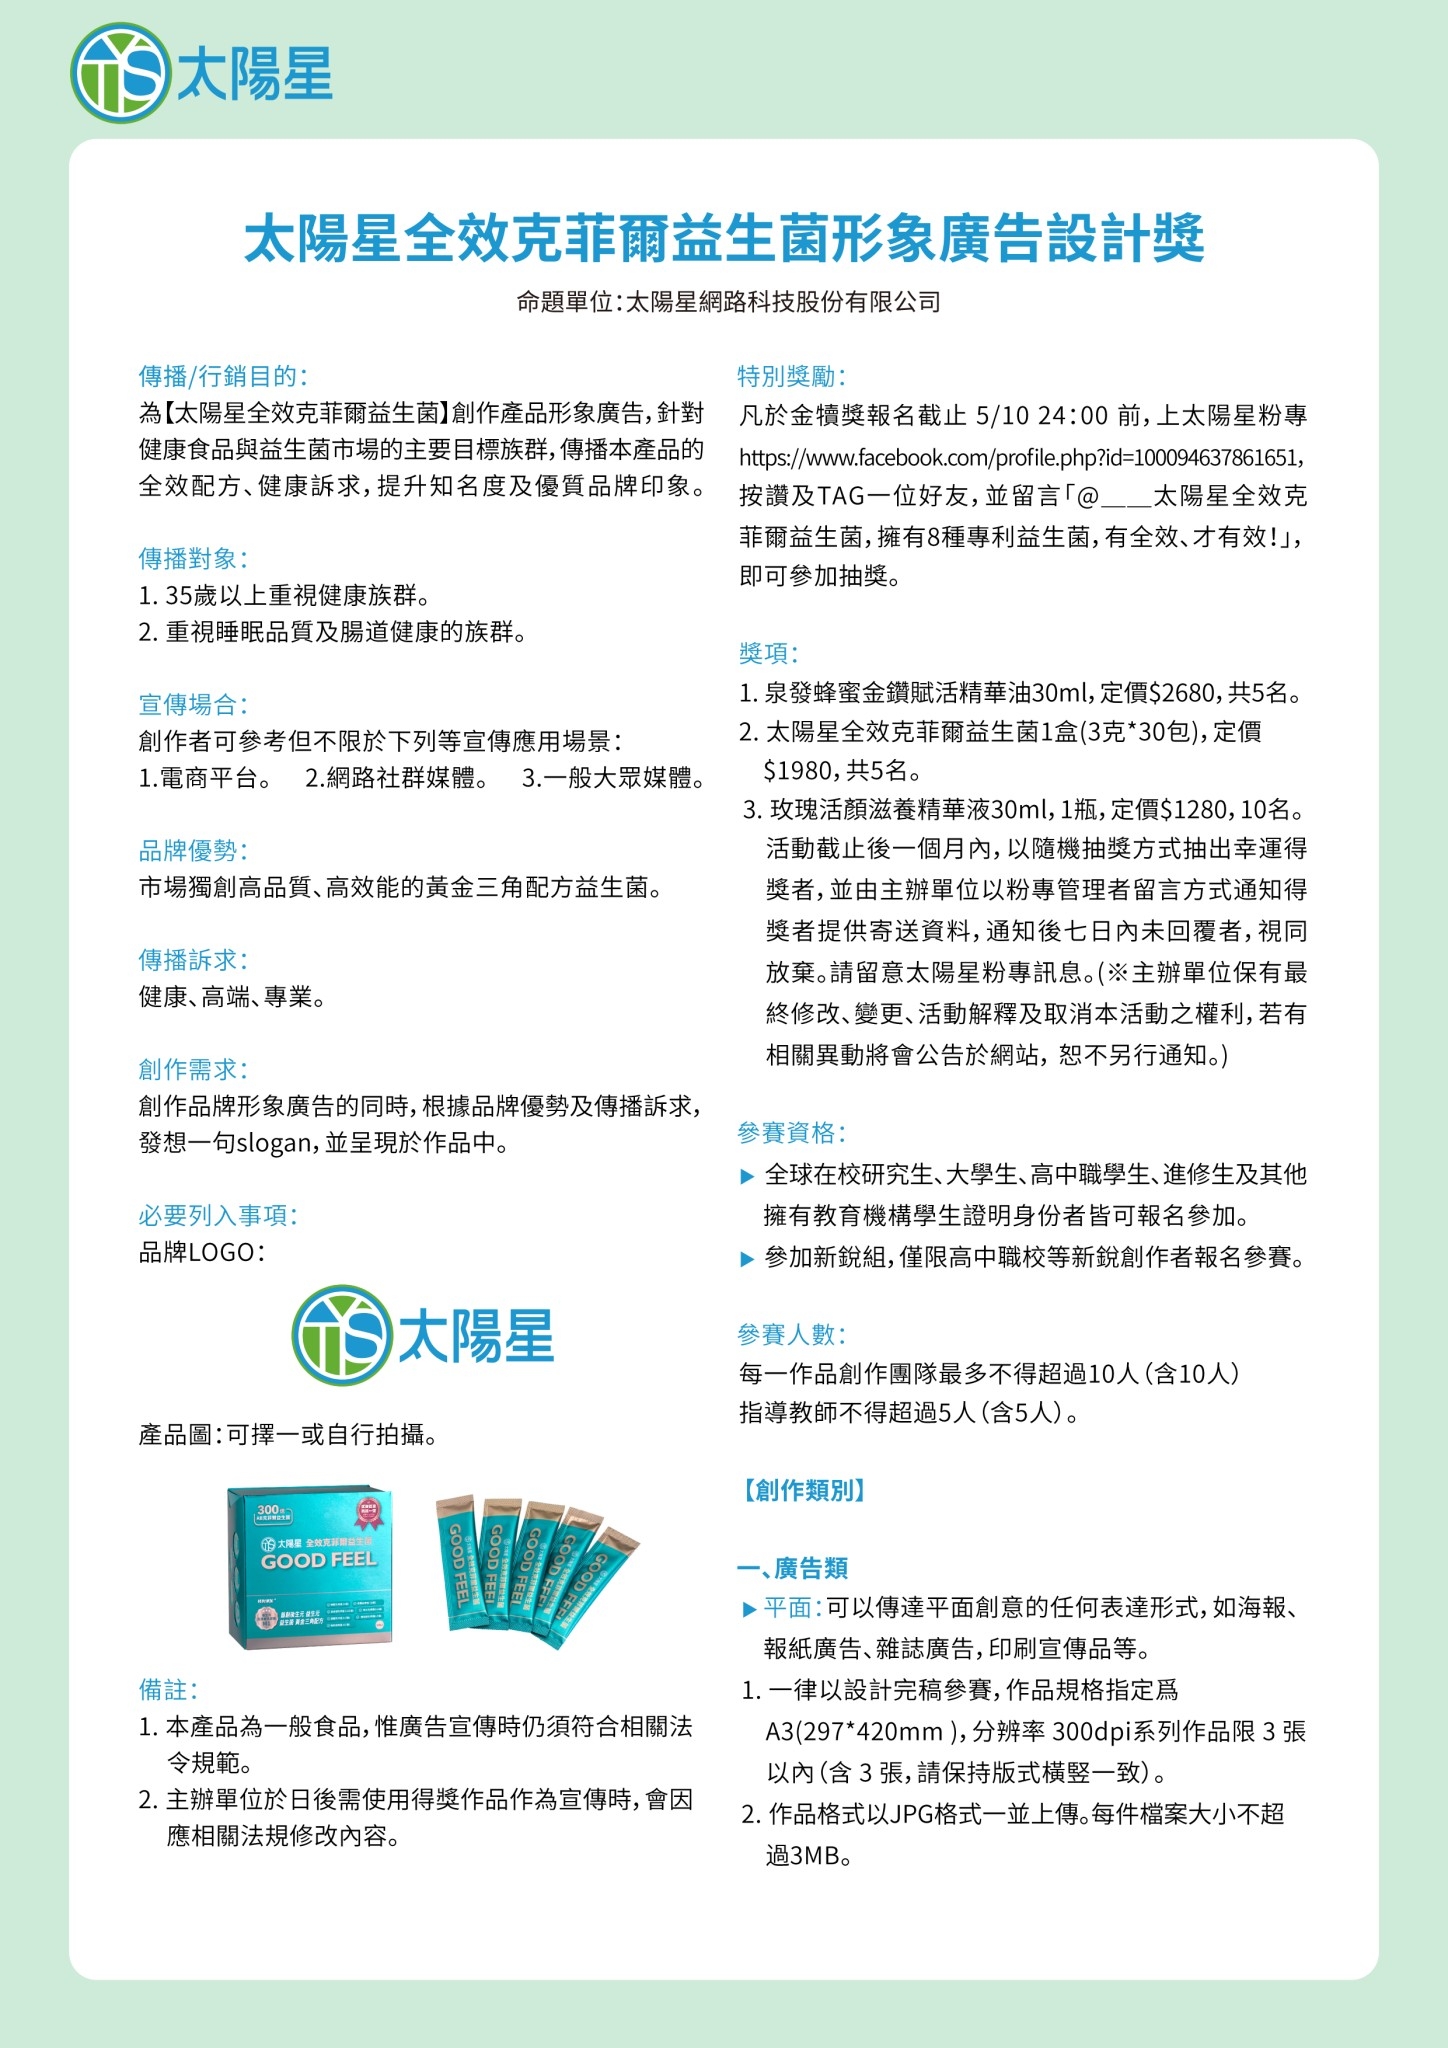 太陽星
太陽星全效克菲爾益生菌形象廣告設計獎
命題單位：太陽星網路科技股份有限公司
傳播/行銷目的：
為【太陽星全效克菲爾益生菌】創作產品形象廣告，針對
健康食品與益生菌市場的主要目標族群，傳播本產品的
全效配方、健康訴求，提升知名度及優質品牌印象。
傳播對象：
1. 35歲以上重視健康族群。
2. 重視睡眠品質及腸道健康的族群。
宣傳場合：
創作者可參考但不限於下列等宣傳應用場景：
1.電商平台。 2.網路社群媒體。 3.一般大眾媒體。
品牌優勢：
市場獨創高品質、高效能的黃金三角配方益生菌。
傳播訴求：
健康、高端、專業。
創作需求：
創作品牌形象廣告的同時，根據品牌優勢及傳播訴求，
發想一句slogan，並呈現於作品中。
必要列入事項：
品牌LOGO：
太陽星
產品圖：可擇一或自行拍攝。
300億
太陽星 全效克菲爾益生菌
GOOD FEEL
GOOD FEEL
GOOD FEEL
GOOD FEEL
GOOD FEEL
GOOD FEEL
備註：
1. 本產品為一般食品，惟廣告宣傳時仍須符合相關法
令規範。
2. 主辦單位於日後需使用得獎作品作為宣傳時，會因
應相關法規修改內容。
特別獎勵：
凡於金犢獎報名截止 5/10 24：00 前，上太陽星粉專
https://www.facebook.com/profile.php?id=100094637861651，
按讚及TAG一位好友，並留言「@____太陽星全效克
菲爾益生菌，擁有8種專利益生菌，有全效、才有效！」，
即可參加抽獎。
獎項：
1. 泉發蜂蜜金鑽賦活精華油30ml，定價$2680，共5名。
2. 太陽星全效克菲爾益生菌1盒(3克*30包)，定價
$1980，共5名。
3. 玫瑰活顏滋養精華液30ml，1瓶，定價$1280，10名。
活動截止後一個月內，以隨機抽獎方式抽出幸運得
獎者，並由主辦單位以粉專管理者留言方式通知得
獎者提供寄送資料，通知後七日內未回覆者，視同
放棄。請留意太陽星粉專訊息。(※主辦單位保有最
終修改、變更、活動解釋及取消本活動之權利，若有
相關異動將會公告於網站， 恕不另行通知。)
參賽資格：
▶ 全球在校研究生、大學生、高中職學生、進修生及其他
擁有教育機構學生證明身份者皆可報名參加。
▶ 參加新銳組，僅限高中職校等新銳創作者報名參賽。
參賽人數：
每一作品創作團隊最多不得超過10人（含10人）
指導教師不得超過5人（含5人）。
【創作類別】
一、廣告類
▶ 平面：可以傳達平面創意的任何表達形式，如海報、
報紙廣告、雜誌廣告，印刷宣傳品等。
1. 一律以設計完稿參賽，作品規格指定爲
A3(297*420mm )，分辨率 300dpi系列作品限 3 張
以內（含 3 張，請保持版式橫竪一致）。
2. 作品格式以JPG格式一並上傳。每件檔案大小不超
過3MB。